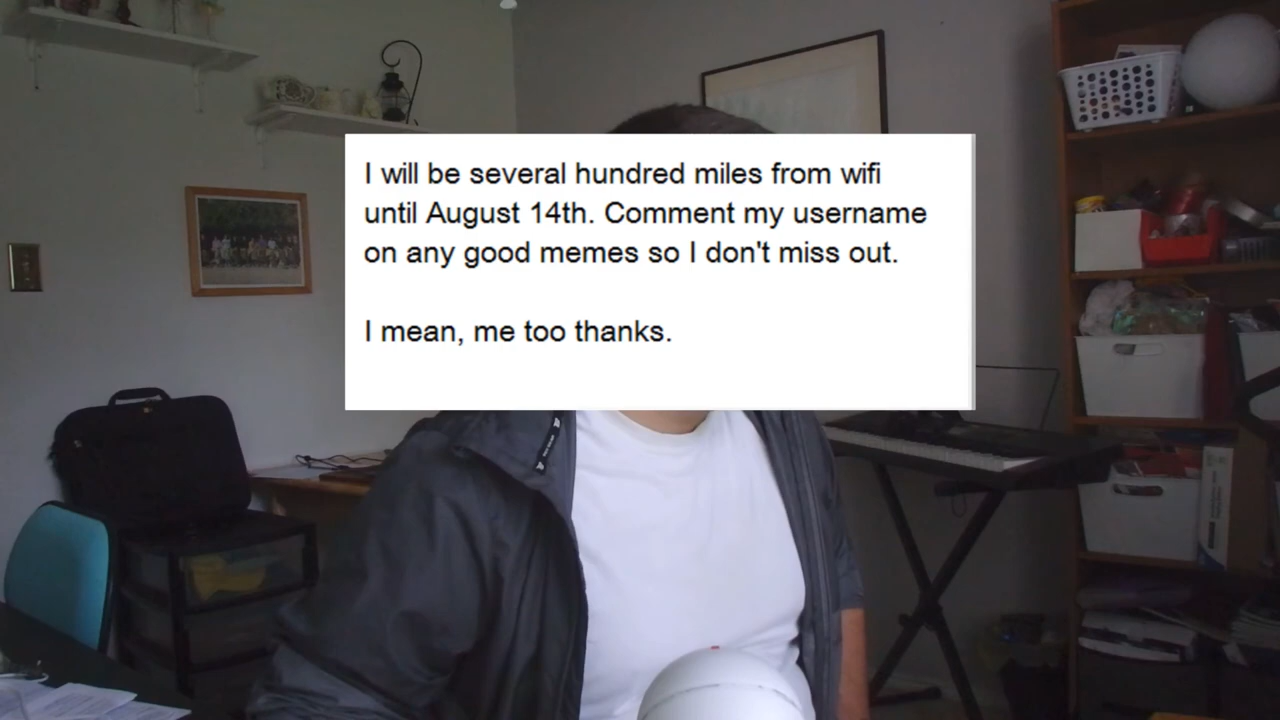 I will be several hundred miles from wifi
until August 14th. Comment my username
on any good memes so I don't miss out.
I mean, me too thanks.